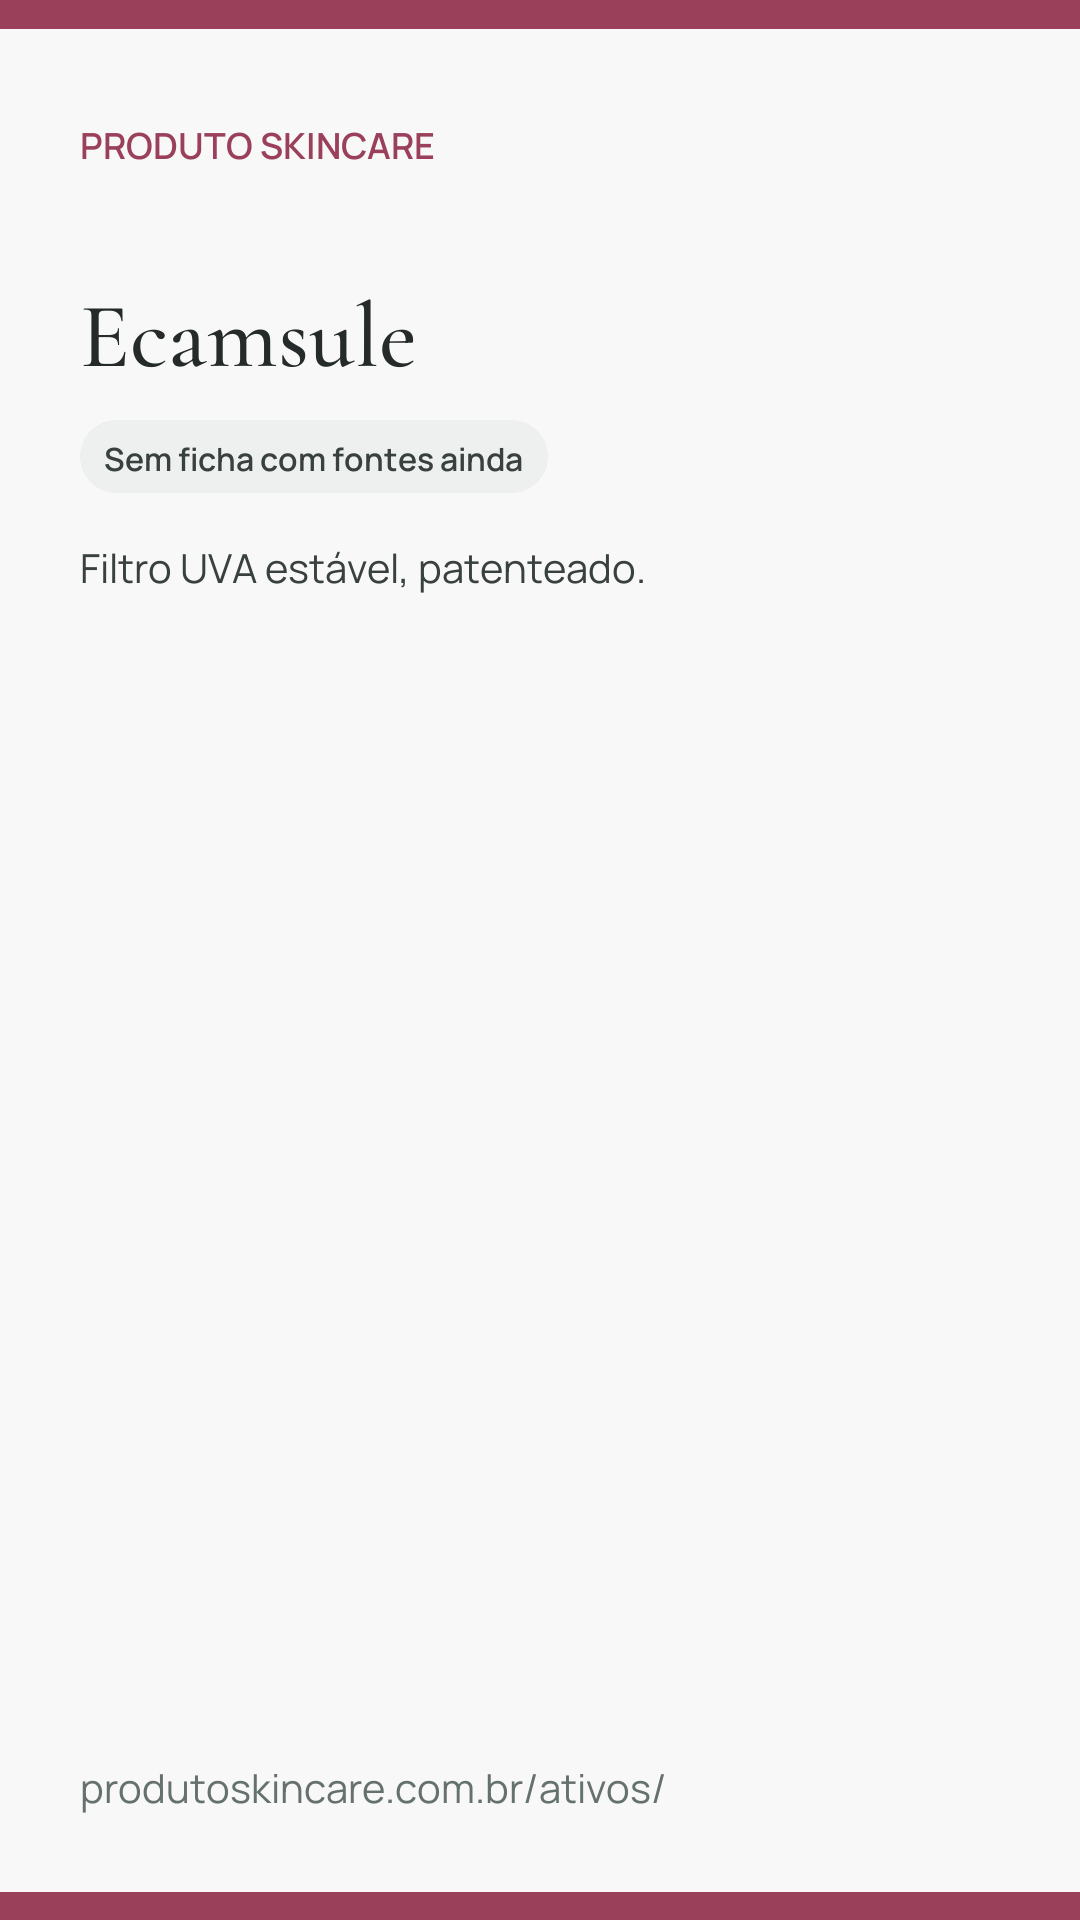 PRODUTO SKINCARE
Ecamsule
Sem ficha com fontes ainda
Filtro UVA estável, patenteado.
produtoskincare.com.br/ativos/